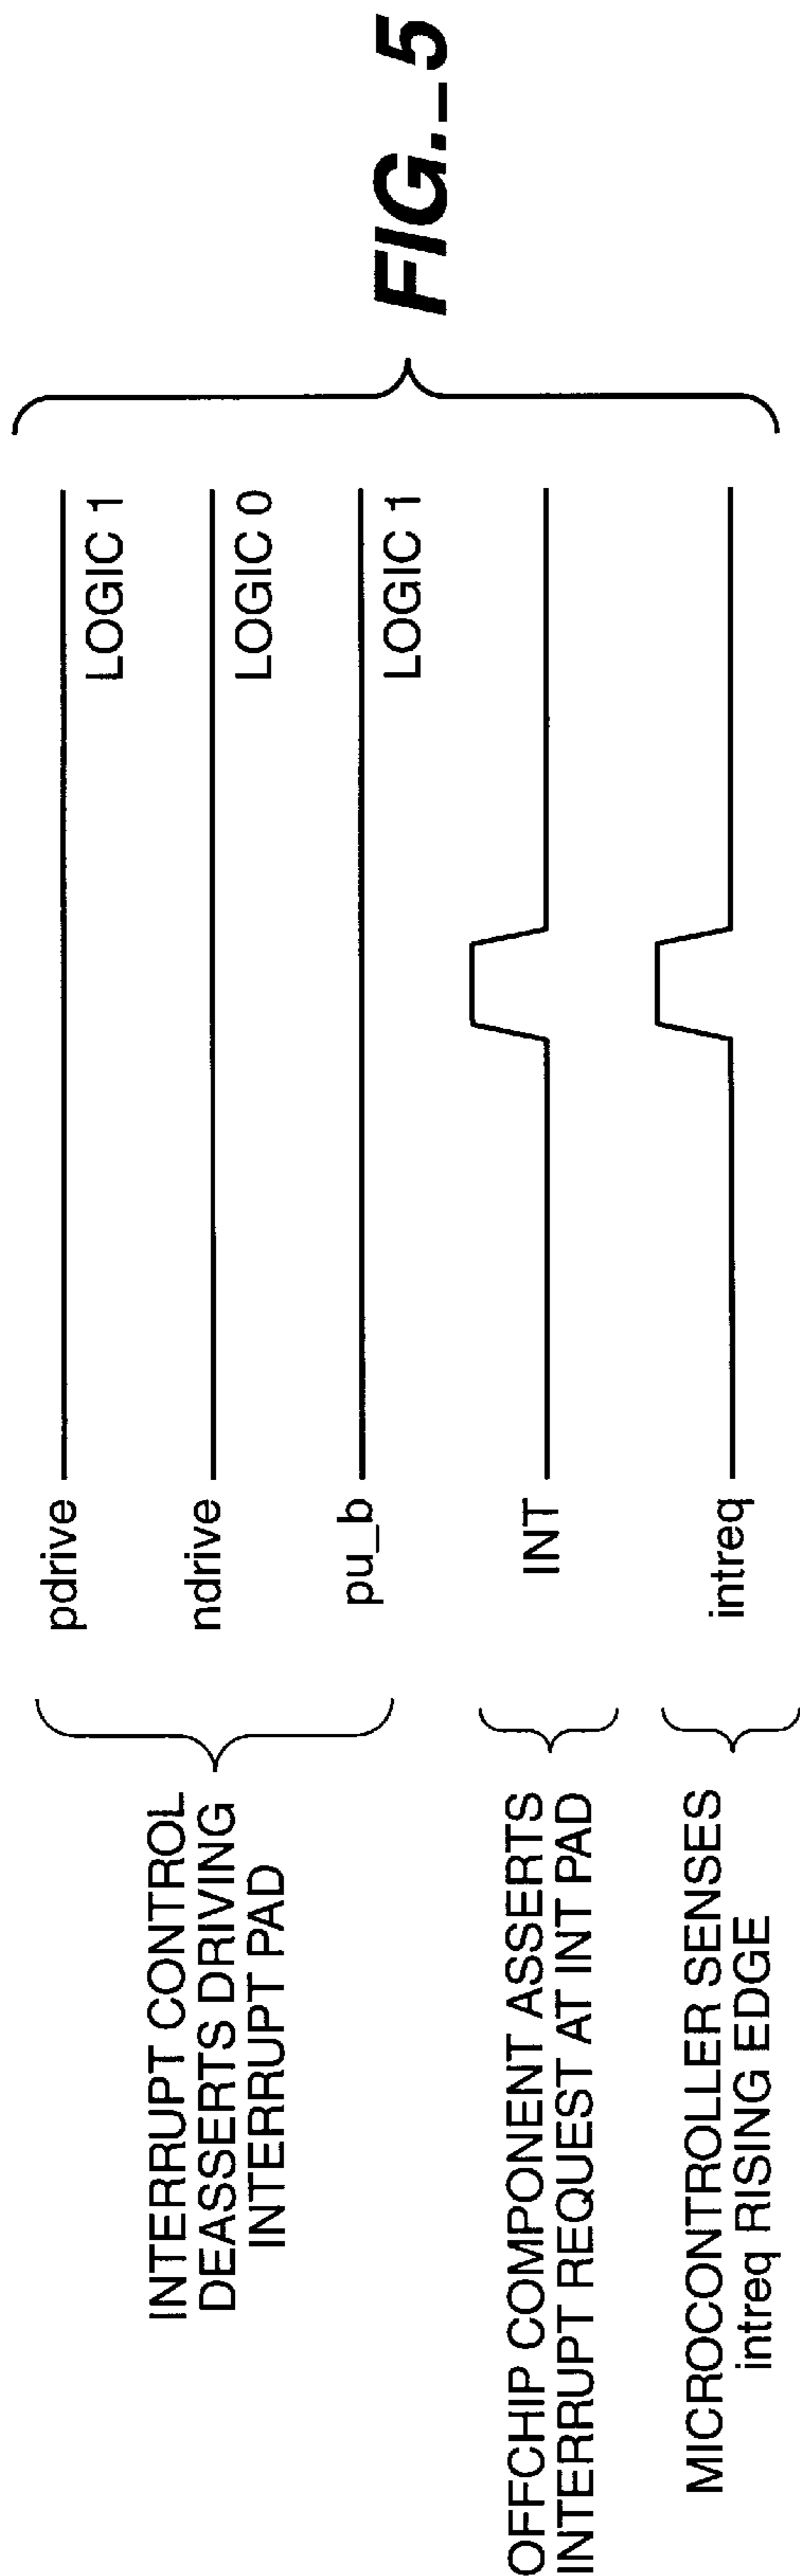 INTERRUPT CONTROL
DEASSERTS DRIVING
INTERRUPT PAD
pdrive
LOGIC 1
ndrive
LOGIC 0
pu_b
LOGIC 1
OFFCHIP COMPONENT ASSERTS
INTERRUPT REQUEST AT INT PAD
INT
MICROCONTROLLER SENSES
intreq RISING EDGE
intreq
FIG._5